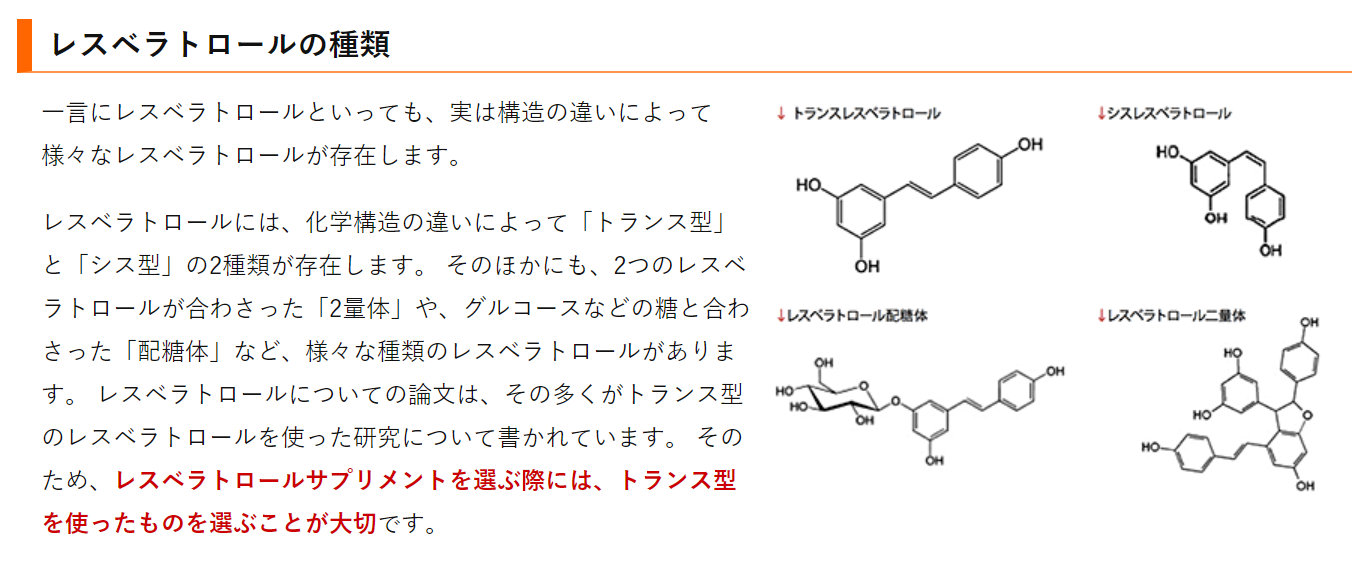 レスベラトロールの種類
一言にレスベラトロールといっても、実は構造の違いによって
様々なレスベラトロールが存在します。
レスベラトロールには、化学構造の違いによって「トランス型」
と「シス型」の2種類が存在します。 そのほかにも、2つのレスベ
ラトロールが合わさった「2量体」や、グルコースなどの糖と合わ
さった「配糖体」など、様々な種類のレスベラトロールがありま
す。 レスベラトロールについての論文は、その多くがトランス型
のレスベラトロールを使った研究について書かれています。 その
ため、レスベラトロールサプリメントを選ぶ際には、トランス型
を使ったものを選ぶことが大切です。
↓ トランスレスベラトロール
OH
HO
OH
↓シスレスベラトロール
HO
OH
OH
↓レスベラトロール配糖体
OH
HO
O
HO
OH
O
OH
OH
↓レスベラトロール二量体
OH
HO
HO
O
HO
OH